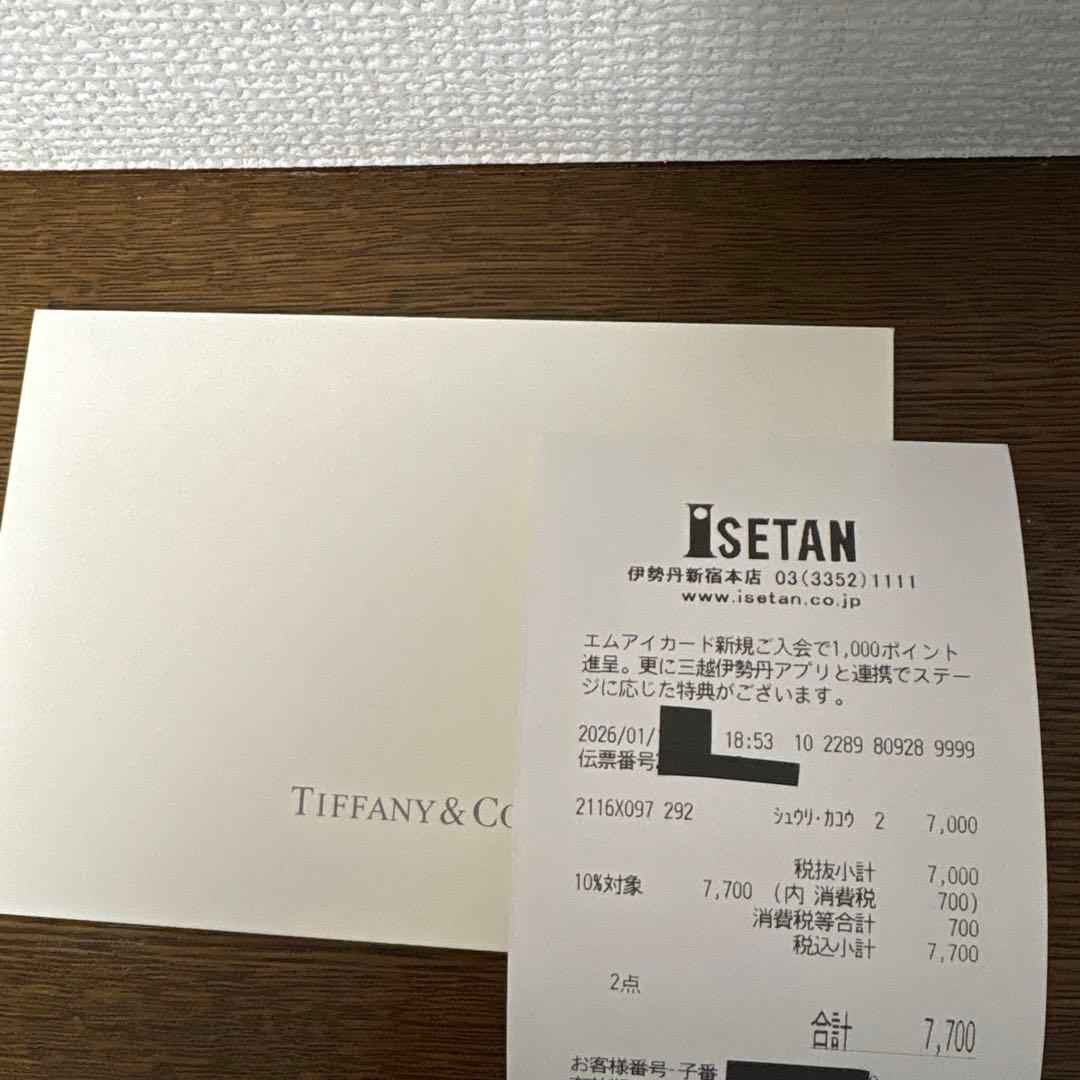 TIFFANY & Co
ISETAN
伊勢丹新宿本店 03(3352)1111
www.isetan.co.jp
エムアイカード新規ご入会で1,000ポイント
進呈。更に三越伊勢丹アプリと連携でステー
ジに応じた特典がございます。
2026/01/ 18:53 10 2289 80928 9999
伝票番号
2116X097 292 ｼｭｳﾘ・ｶｺｳ 2 7,000
税抜小計 7,000
10%対象 7,700 (内 消費税 700)
消費税等合計 700
税込小計 7,700
2点
合計 7,700
お客様番号-子番